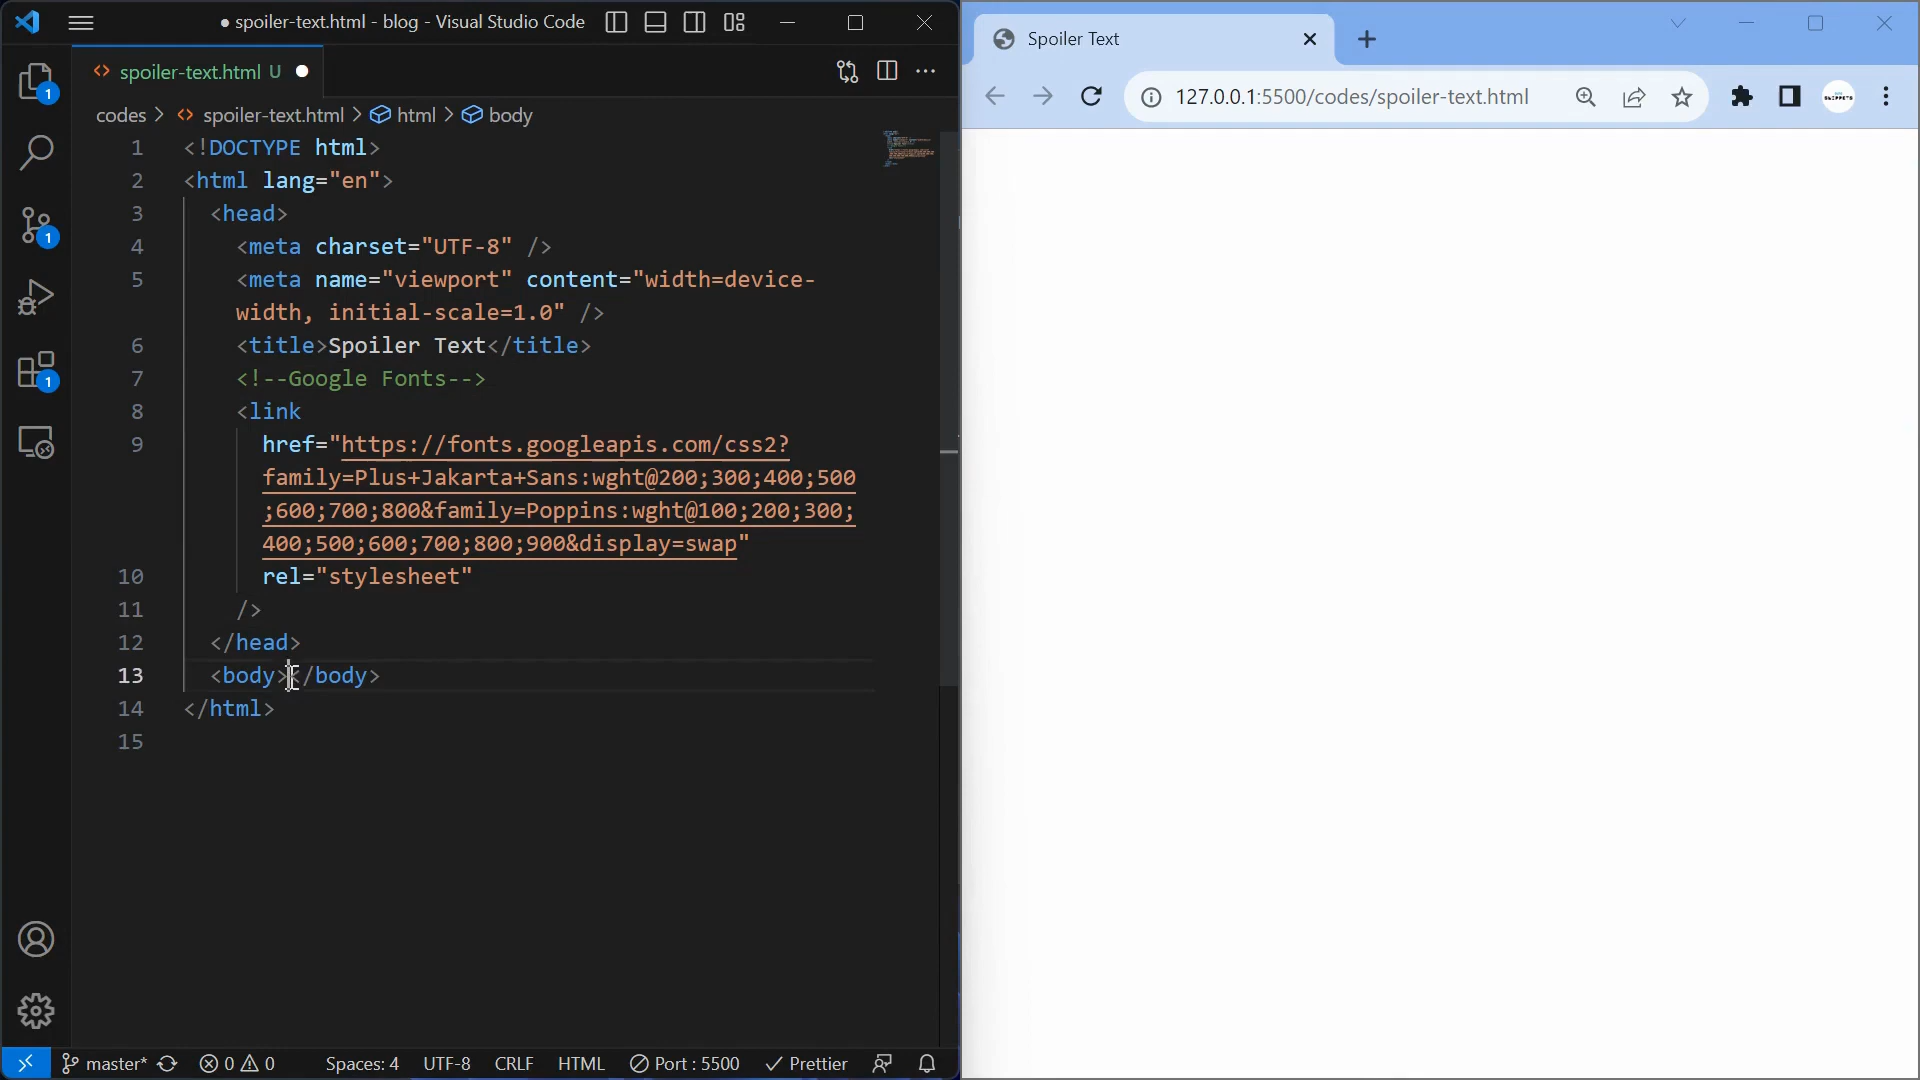 spoiler-text.html - blog - Visual Studio Code
spoiler-text.html U
codes > spoiler-text.html > html > body
1 <!DOCTYPE html>
2 <html lang="en">
3 <head>
4 <meta charset="UTF-8" />
5 <meta name="viewport" content="width=device-
width, initial-scale=1.0" />
6 <title>Spoiler Text</title>
7 <!--Google Fonts-->
8 <link
9 href="https://fonts.googleapis.com/css2?
family=Plus+Jakarta+Sans:wght@200;300;400;500
;600;700;800&family=Poppins:wght@100;200;300;
400;500;600;700;800;900&display=swap"
10 rel="stylesheet"
11 />
12 </head>
13 <body></body>
14 </html>
15
1
1
1
master* 0 0 Spaces: 4 UTF-8 CRLF HTML Port : 5500 Prettier
Spoiler Text
127.0.0.1:5500/codes/spoiler-text.html